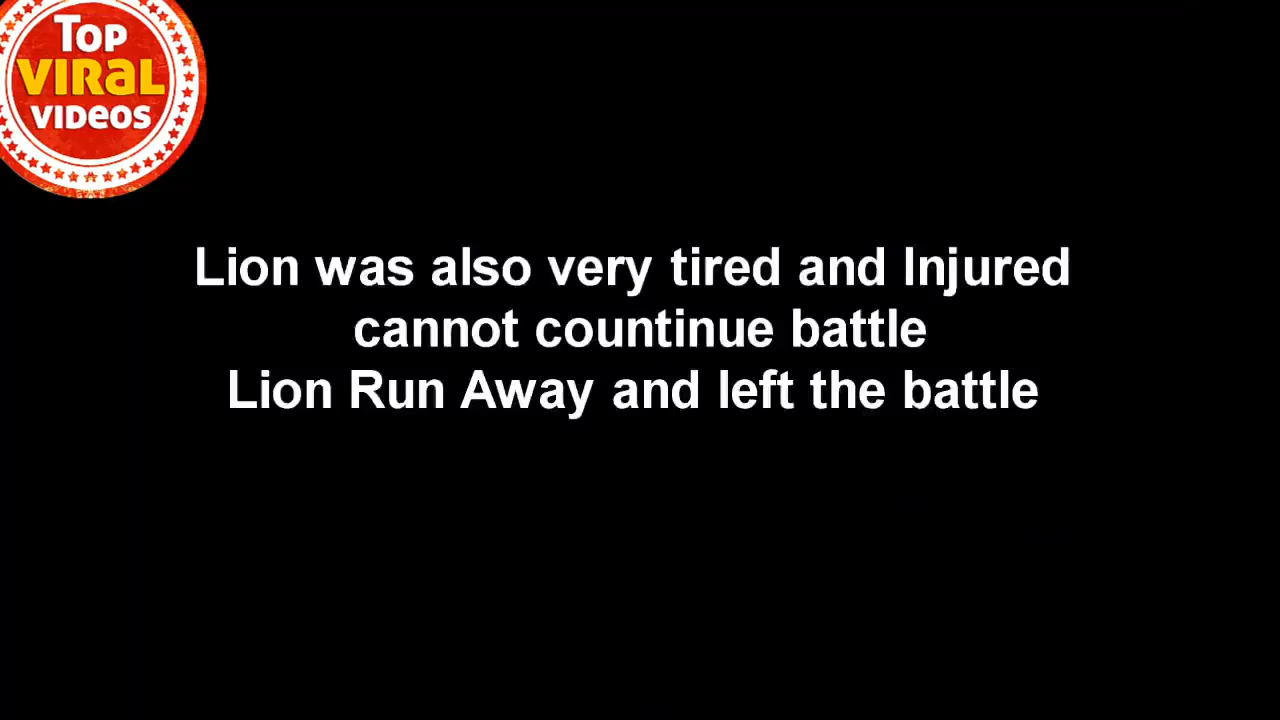 TOP
VIRaL
VIDeOS
Lion was also very tired and Injured
cannot countinue battle
Lion Run Away and left the battle